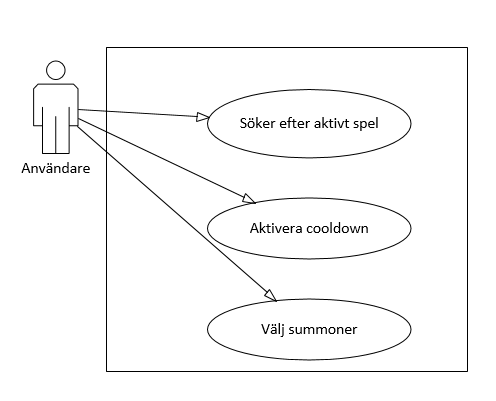 Söker efter aktivt spel
Användare
Aktivera cooldown
Välj summoner